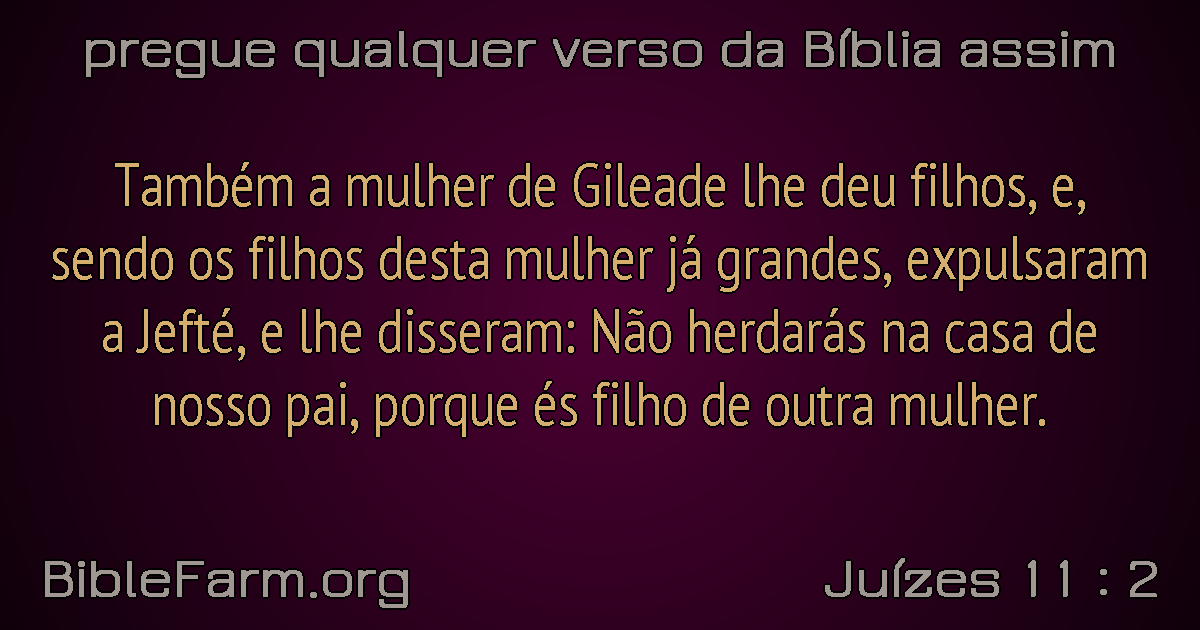 pregue qualquer verso da Bíblia assim
Também a mulher de Gileade lhe deu filhos, e,
sendo os filhos desta mulher já grandes, expulsaram
a Jefté, e lhe disseram: Não herdarás na casa de
nosso pai, porque és filho de outra mulher.
BibleFarm.org
Juízes 11 : 2